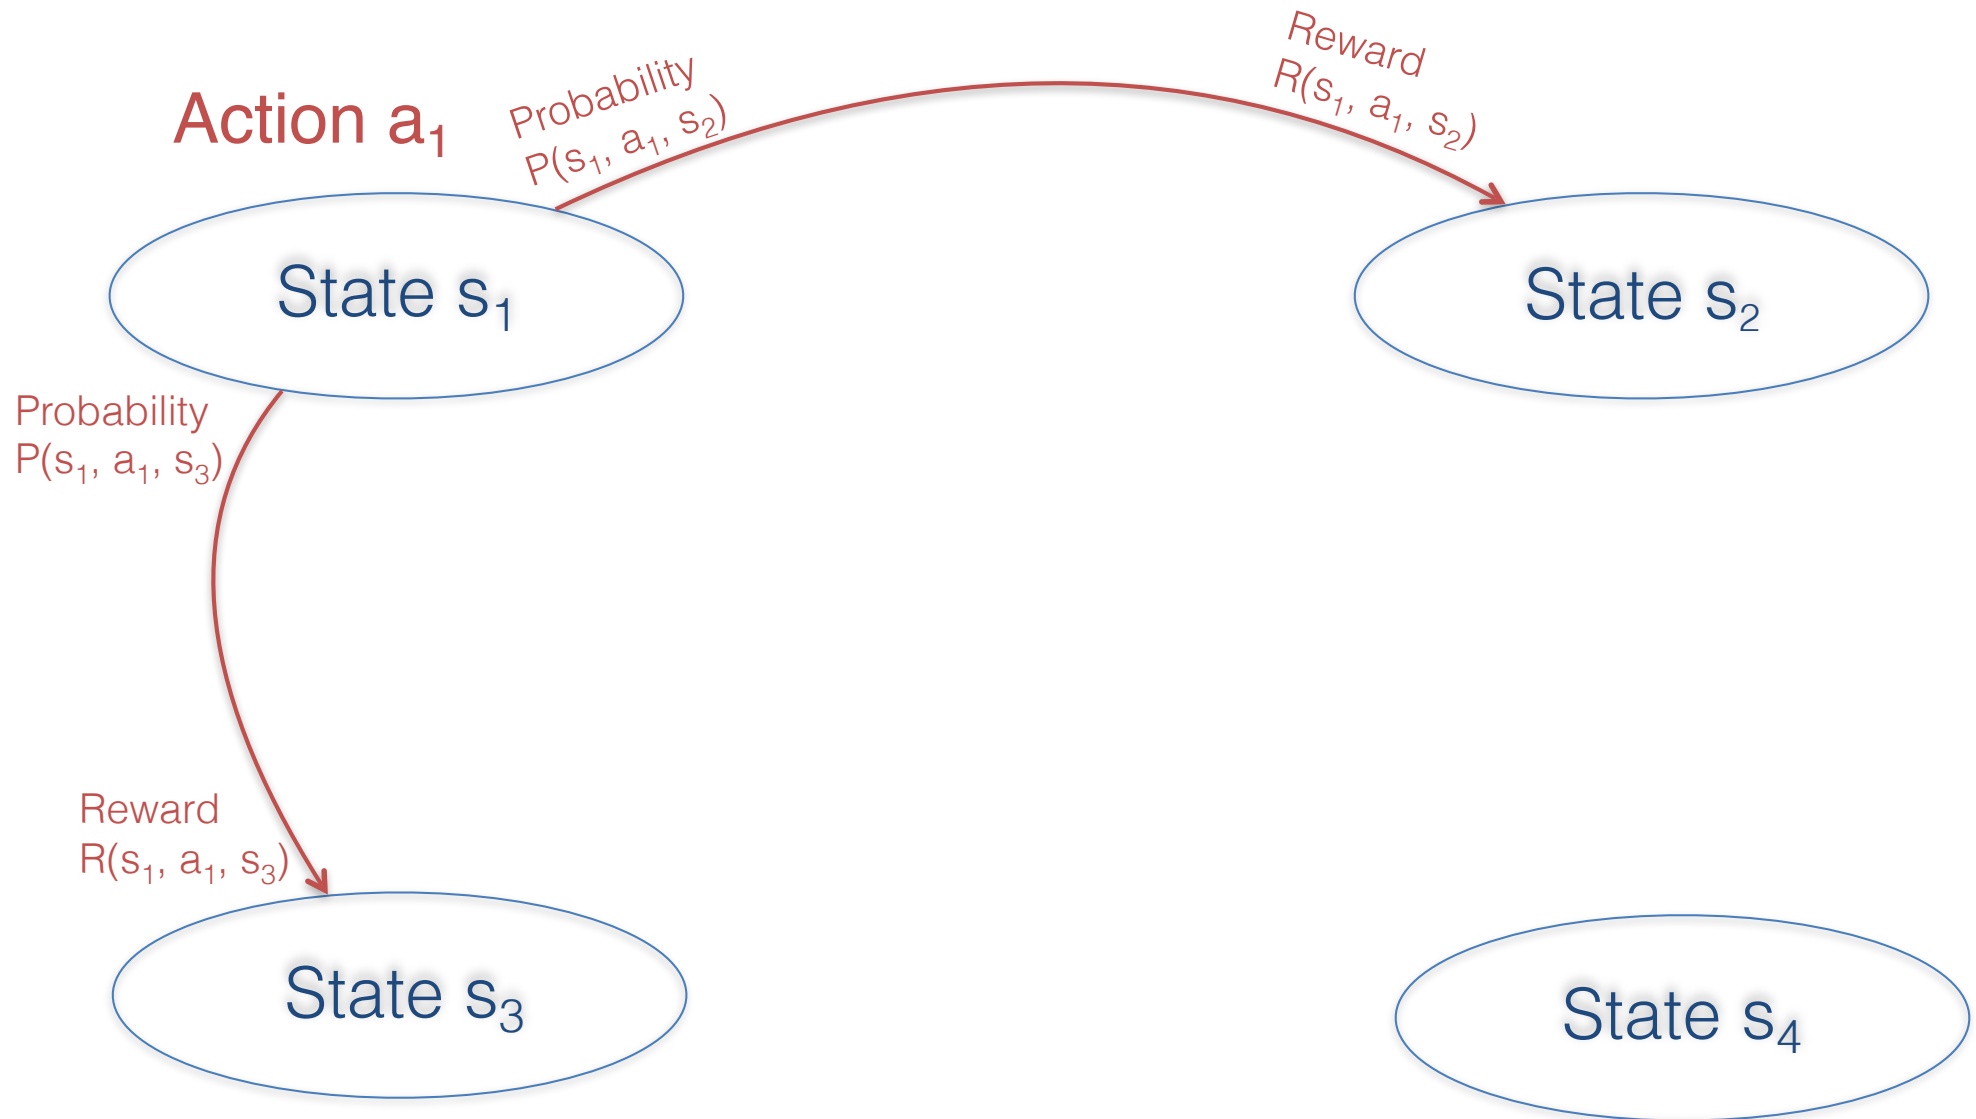 Action a₁
Probability
P(s₁, a₁, s₂)
Reward
R(s₁, a₁, s₂)
State s₁
State s₂
Probability
P(s₁, a₁, s₃)
Reward
R(s₁, a₁, s₃)
State s₃
State s₄